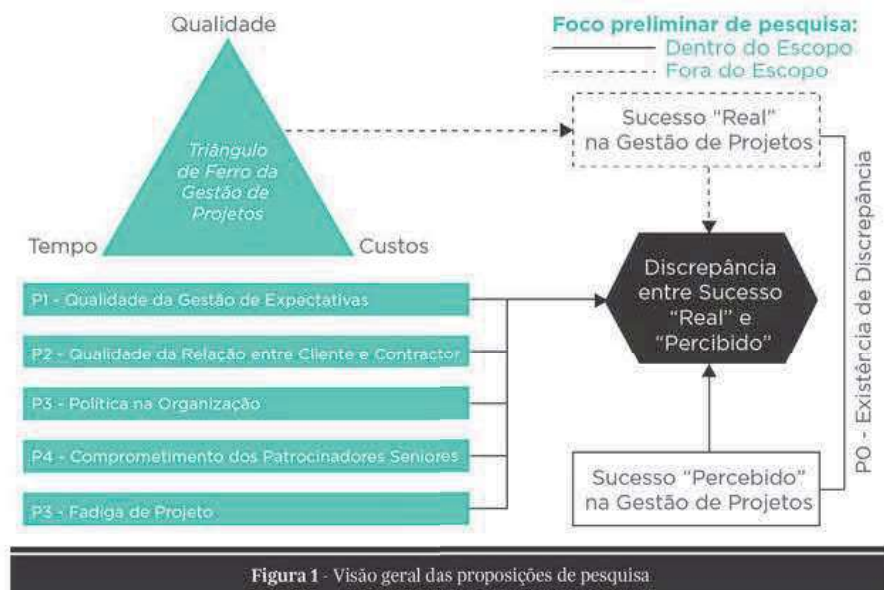 Qualidade
Foco preliminar de pesquisa:
Dentro do Escopo
Fora do Escopo
Triângulo
de Ferro da
Gestão de
Projetos
Tempo
Custos
Sucesso “Real”
na Gestão de Projetos
P1 - Qualidade da Gestão de Expectativas
P2 - Qualidade da Relação entre Cliente e Contractor
P3 - Política na Organização
P4 - Comprometimento dos Patrocinadores Seniores
P3 - Fadiga de Projeto
Discrepância
entre Sucesso
“Real” e
“Percibido”
Sucesso “Percebido”
na Gestão de Projetos
PO - Existência de Discrepância
Figura 1 - Visão geral das proposições de pesquisa